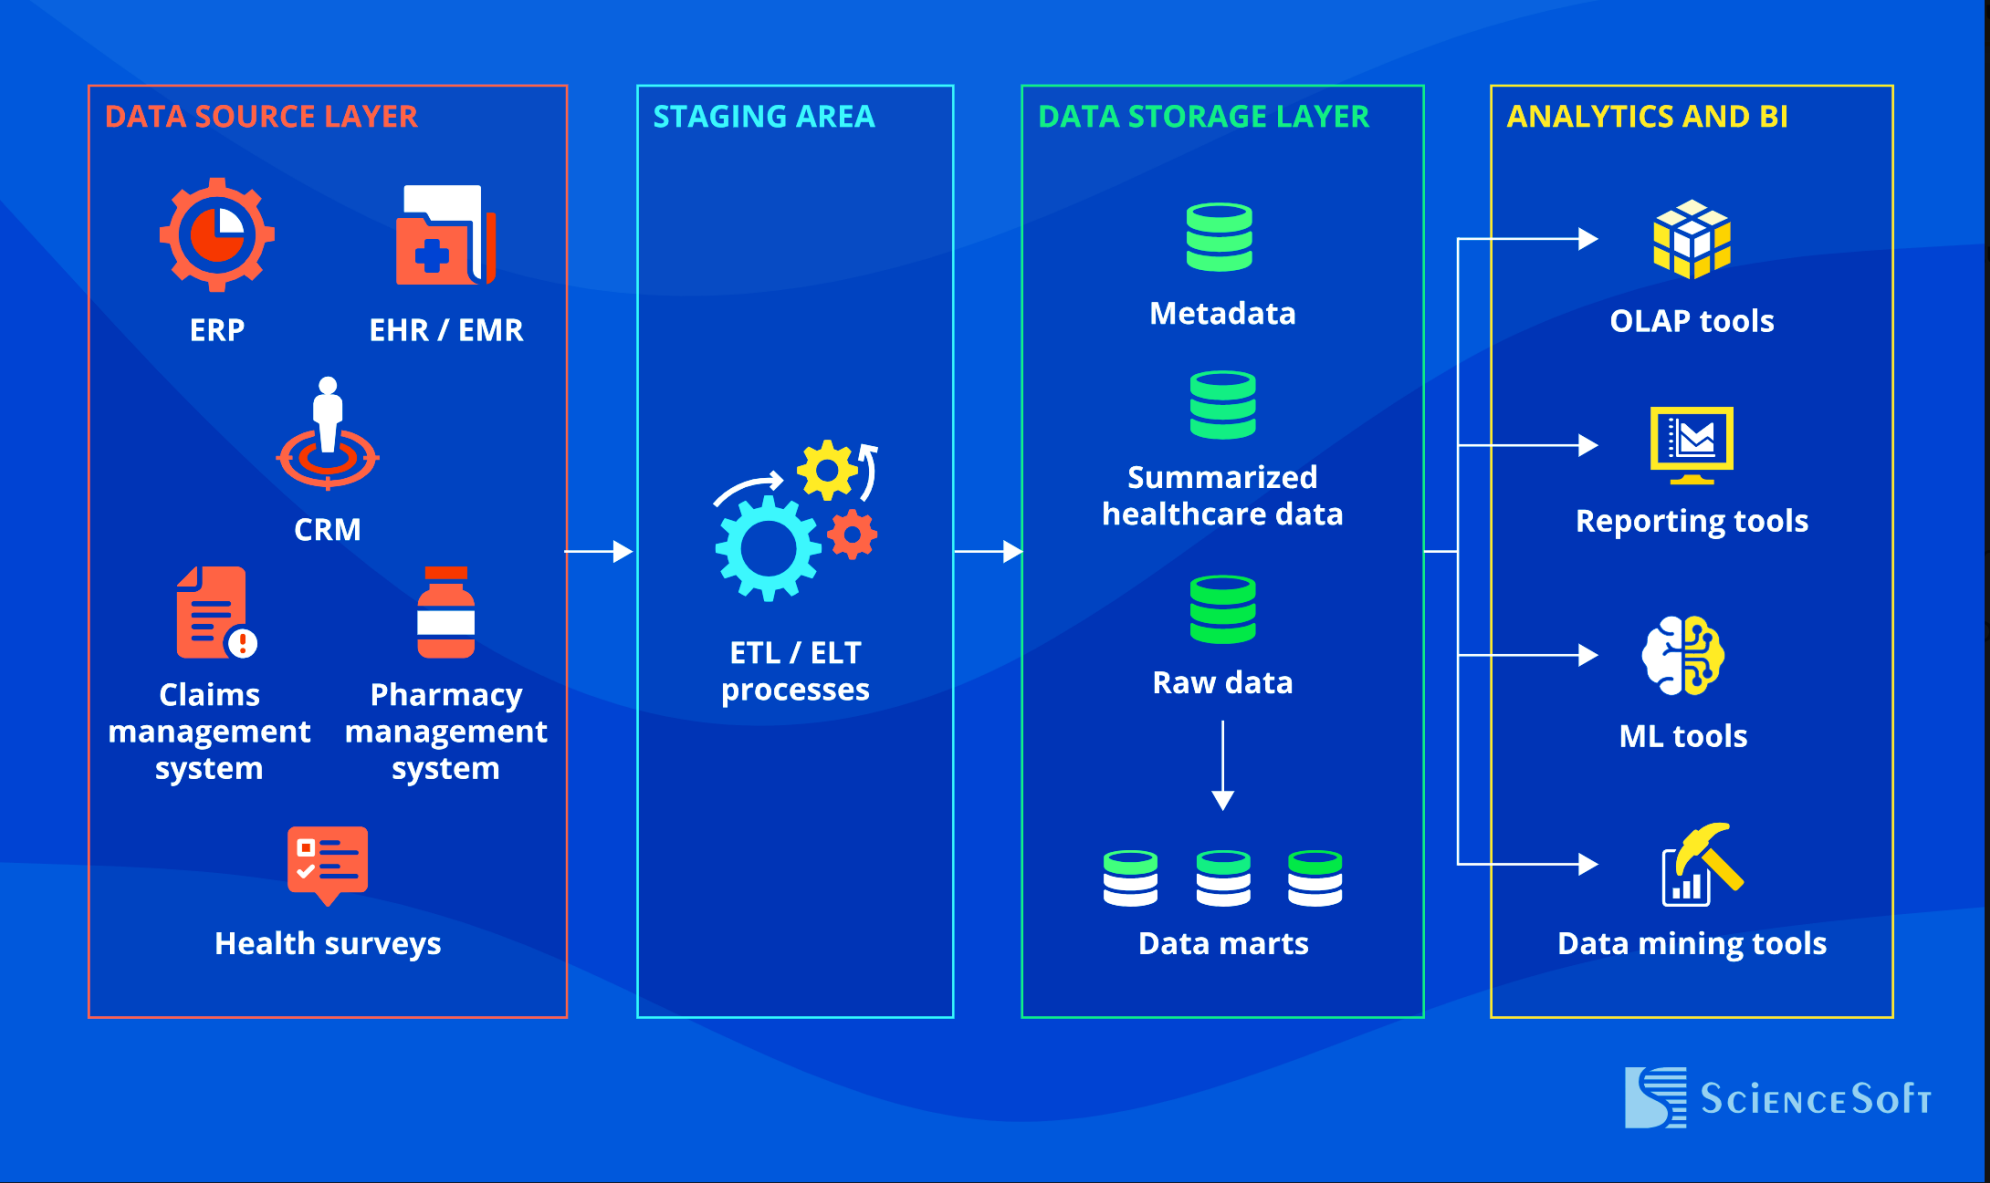 DATA SOURCE LAYER
ERP
EHR / EMR
CRM
Claims
management
system
Pharmacy
management
system
Health surveys
STAGING AREA
ETL / ELT
processes
DATA STORAGE LAYER
Metadata
Summarized
healthcare data
Raw data
Data marts
ANALYTICS AND BI
OLAP tools
Reporting tools
ML tools
Data mining tools
ScienceSoft